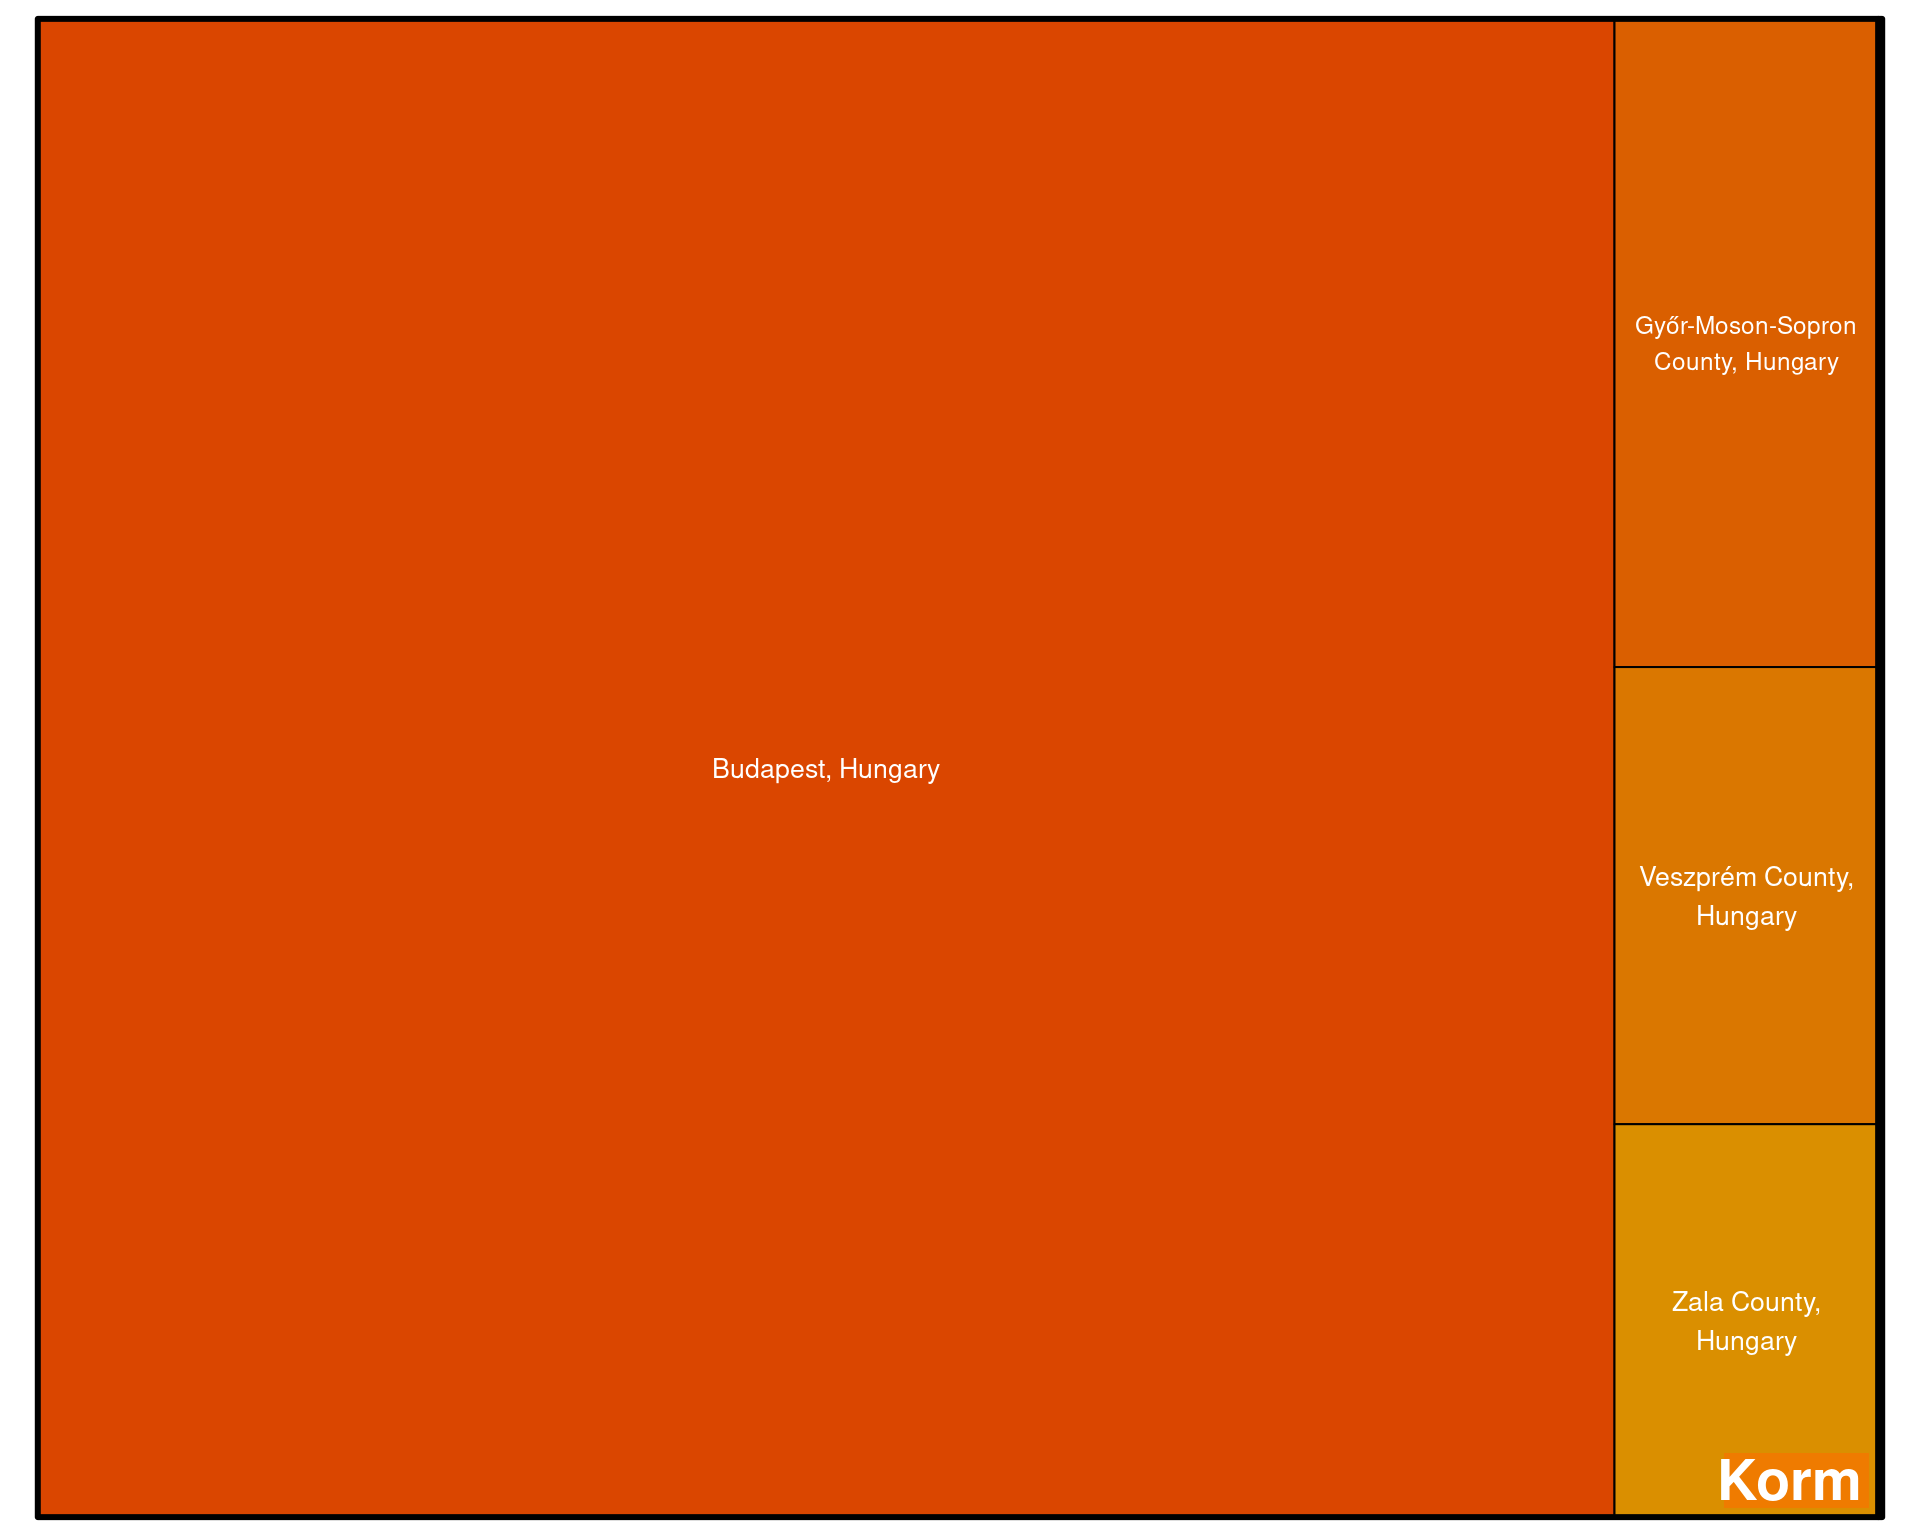 Győr-Moson-Sopron
County, Hungary
Budapest, Hungary
Veszprém County,
Hungary
Zala County,
Hungary
Korm